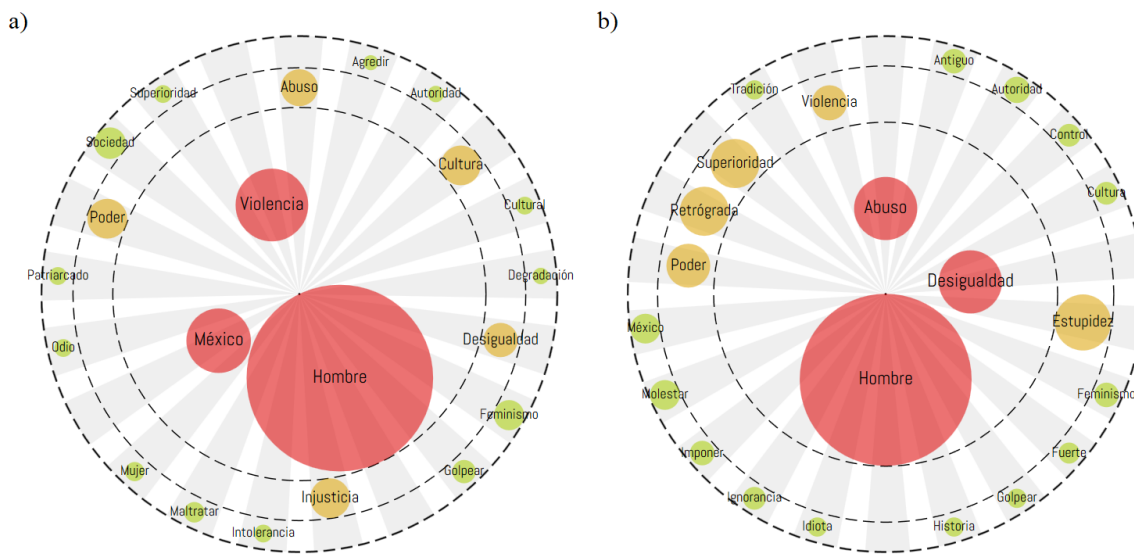 a)
Agredir
Abuso
Superioridad
Autoridad
Sociedad
Cultura
Violencia
Cultural
Poder
Patriarcado
Degradación
México
Desigualdad
Odio
Hombre
Feminismo
Mujer
Golpear
Injusticia
Maltratar
Intolerancia
b)
Antiguo
Tradición
Autoridad
Violencia
Control
Superioridad
Cultura
Abuso
Retrógrada
Poder
Desigualdad
México
Estupidez
Hombre
Molestar
Feminismo
Imponer
Fuerte
Ignorancia
Golpear
Idiota
Historia